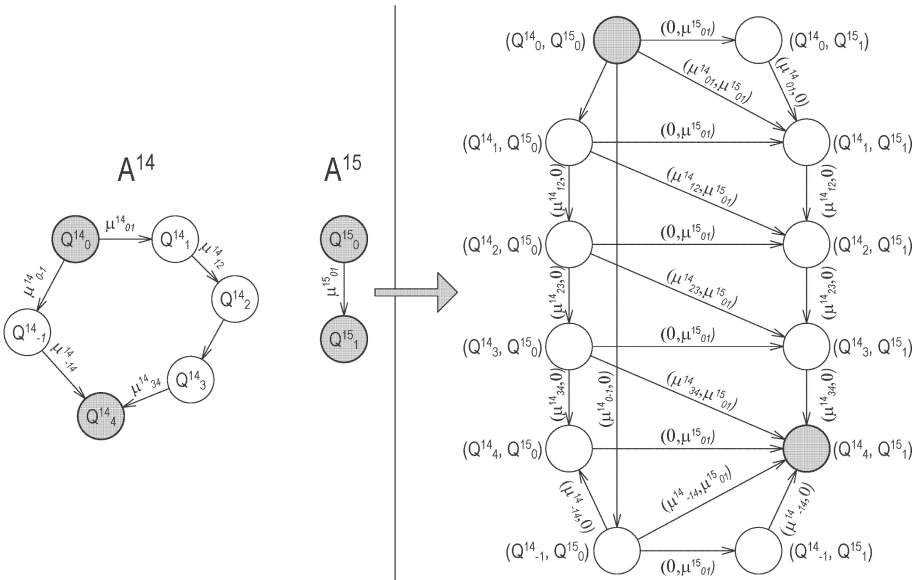 A¹⁴ A¹⁵
Q¹⁴₀
μ¹⁴₀₁
Q¹⁴₁
μ¹⁴₁₂
Q¹⁴₂
Q¹⁴₃
μ¹⁴₃₄
Q¹⁴₄
μ¹⁴₀₋₁
Q¹⁴₋₁
μ¹⁴₋₁₄
Q¹⁵₀
μ¹⁵₀₁
Q¹⁵₁
(Q¹⁴₀, Q¹⁵₀) (0,μ¹⁵₀₁) (Q¹⁴₀, Q¹⁵₁)
(μ¹⁴₀₁,μ¹⁵₀₁) (μ¹⁴₀₁,0)
(Q¹⁴₁, Q¹⁵₀) (0,μ¹⁵₀₁) (Q¹⁴₁, Q¹⁵₁)
(μ¹⁴₁₂,0) (μ¹⁴₁₂,μ¹⁵₀₁) (μ¹⁴₁₂,0)
(Q¹⁴₂, Q¹⁵₀) (0,μ¹⁵₀₁) (Q¹⁴₂, Q¹⁵₁)
(μ¹⁴₂₃,0) (μ¹⁴₂₃,μ¹⁵₀₁) (μ¹⁴₂₃,0)
(Q¹⁴₃, Q¹⁵₀) (0,μ¹⁵₀₁) (Q¹⁴₃, Q¹⁵₁)
(μ¹⁴₃₄,0) (μ¹⁴₀₋₁,0) (μ¹⁴₃₄,μ¹⁵₀₁) (μ¹⁴₃₄,0)
(Q¹⁴₄, Q¹⁵₀) (0,μ¹⁵₀₁) (Q¹⁴₄, Q¹⁵₁)
(μ¹⁴₋₁₄,0) (μ¹⁴₋₁₄,μ¹⁵₀₁) (μ¹⁴₋₁₄,0)
(Q¹⁴₋₁, Q¹⁵₀) (0,μ¹⁵₀₁) (Q¹⁴₋₁, Q¹⁵₁)